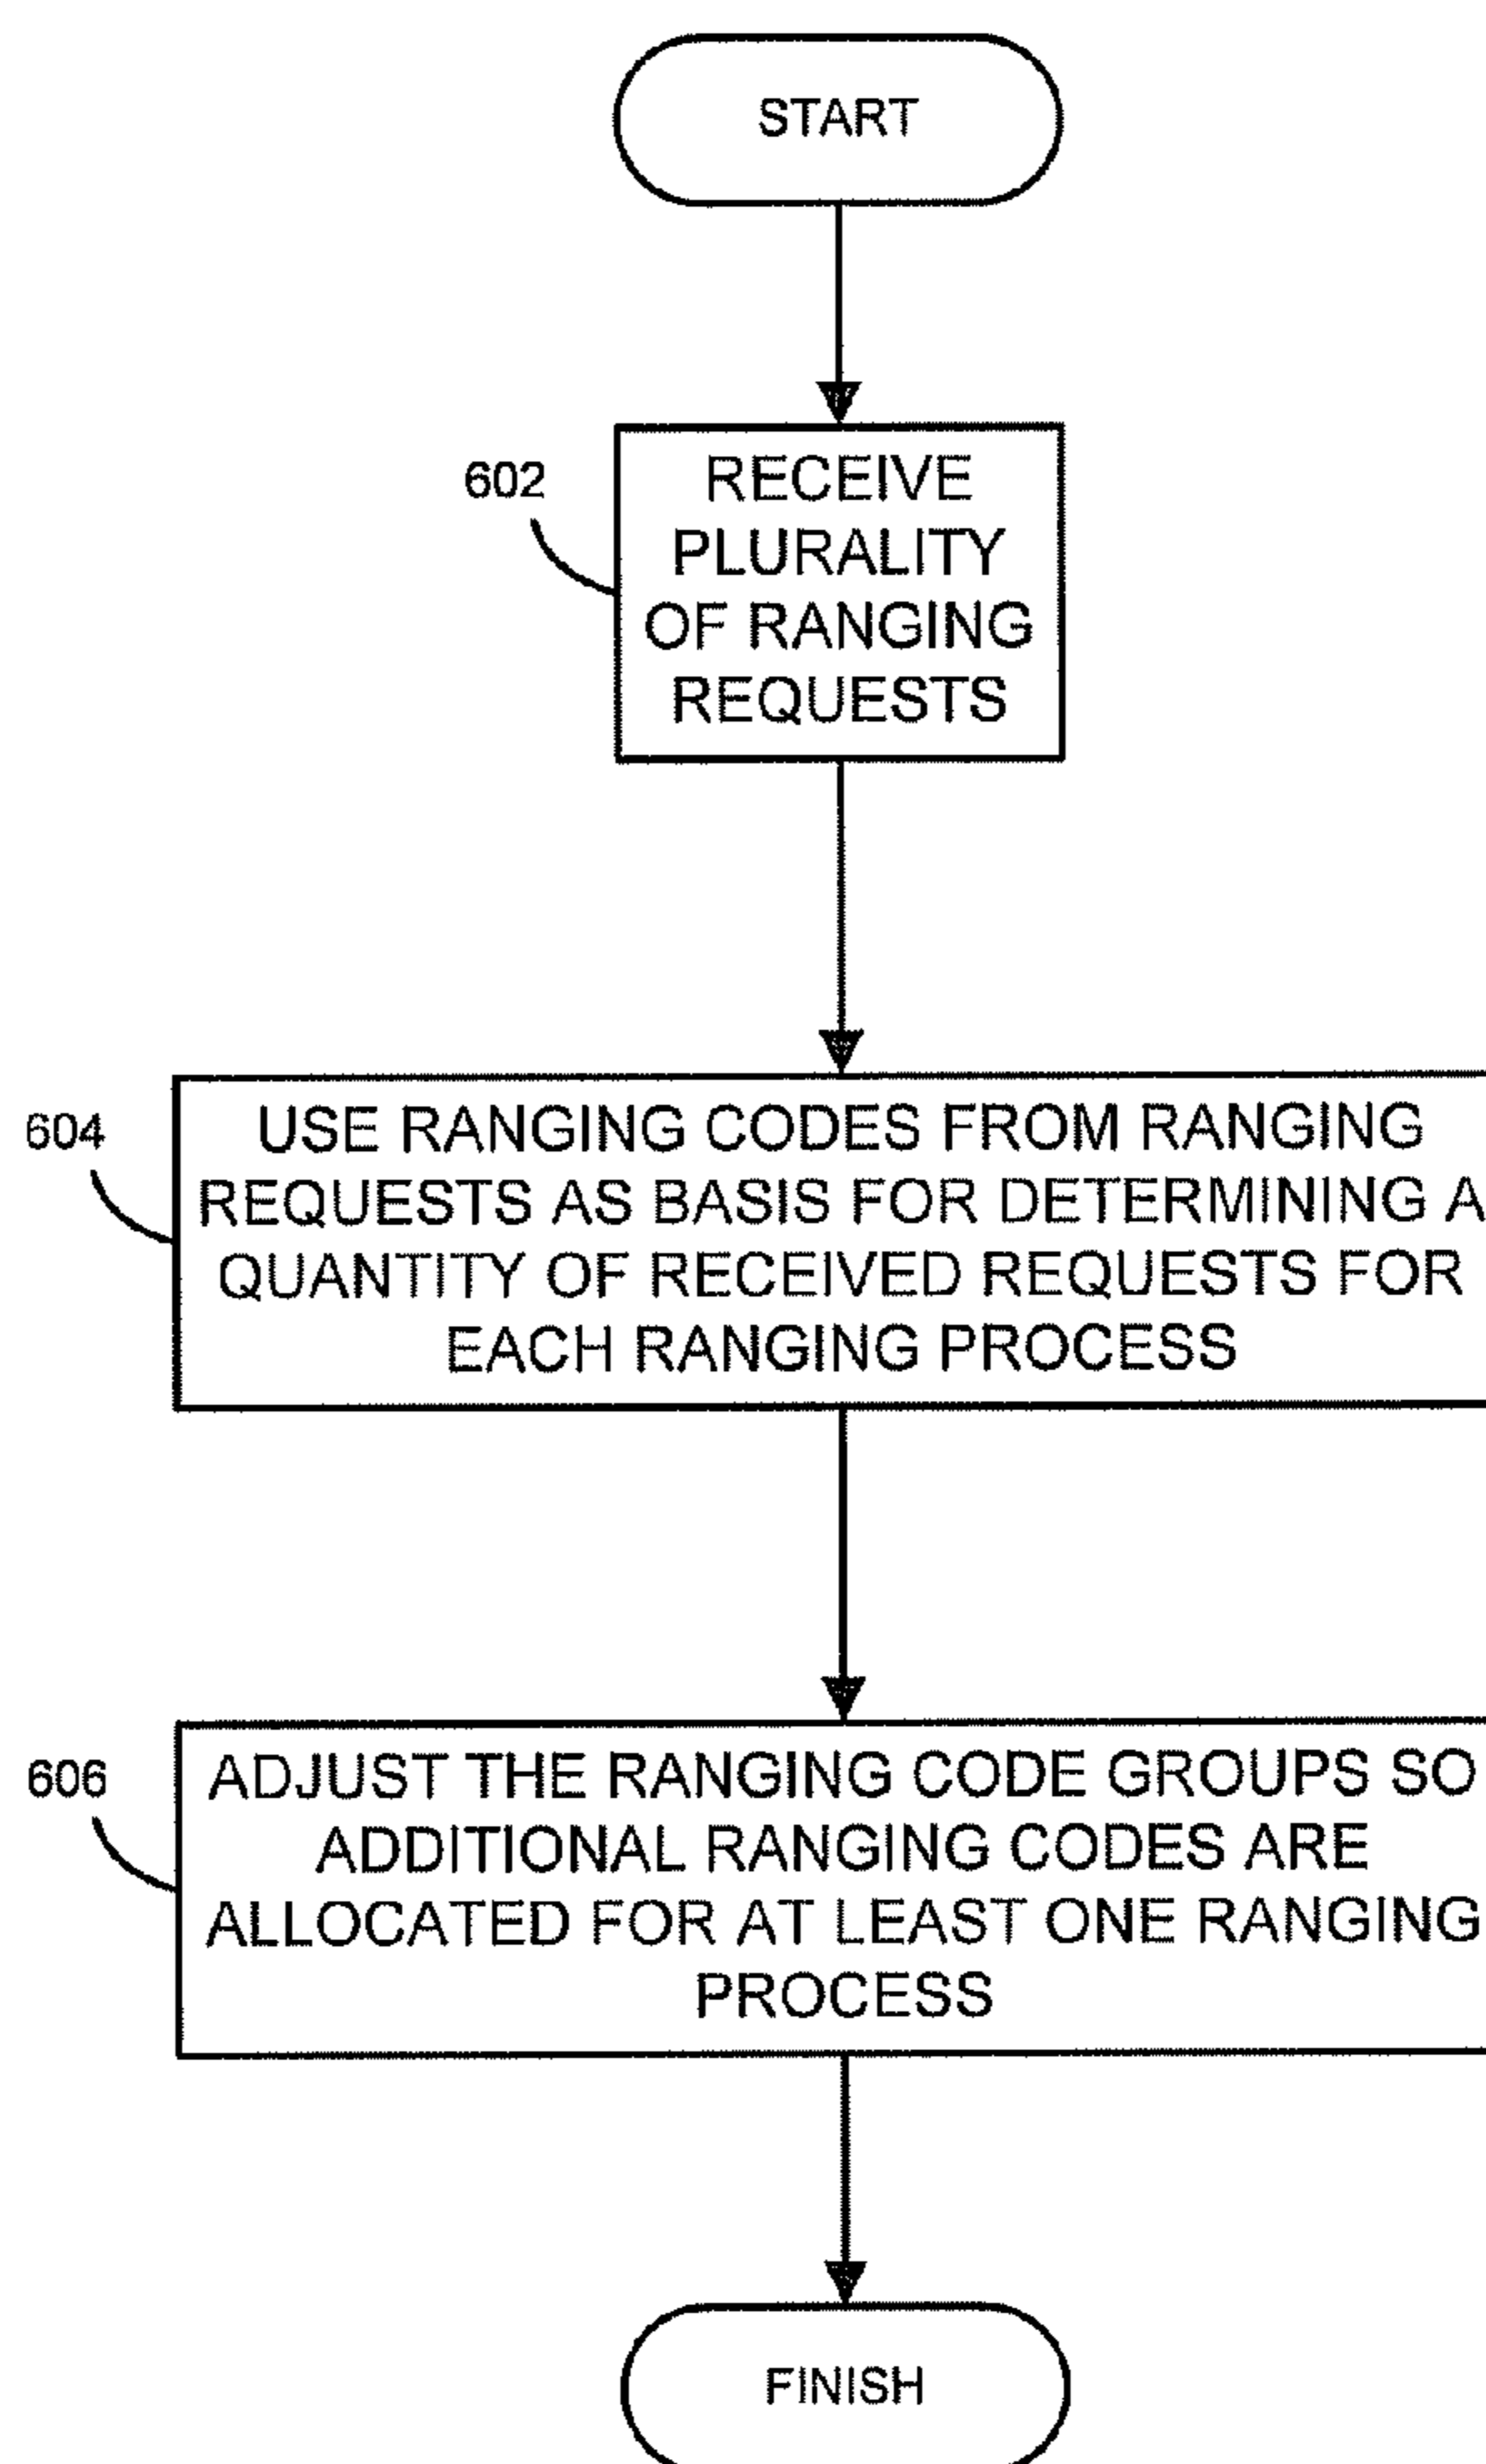 START
602
RECEIVE
PLURALITY
OF RANGING
REQUESTS
604
USE RANGING CODES FROM RANGING
REQUESTS AS BASIS FOR DETERMINING A
QUANTITY OF RECEIVED REQUESTS FOR
EACH RANGING PROCESS
606
ADJUST THE RANGING CODE GROUPS SO
ADDITIONAL RANGING CODES ARE
ALLOCATED FOR AT LEAST ONE RANGING
PROCESS
FINISH